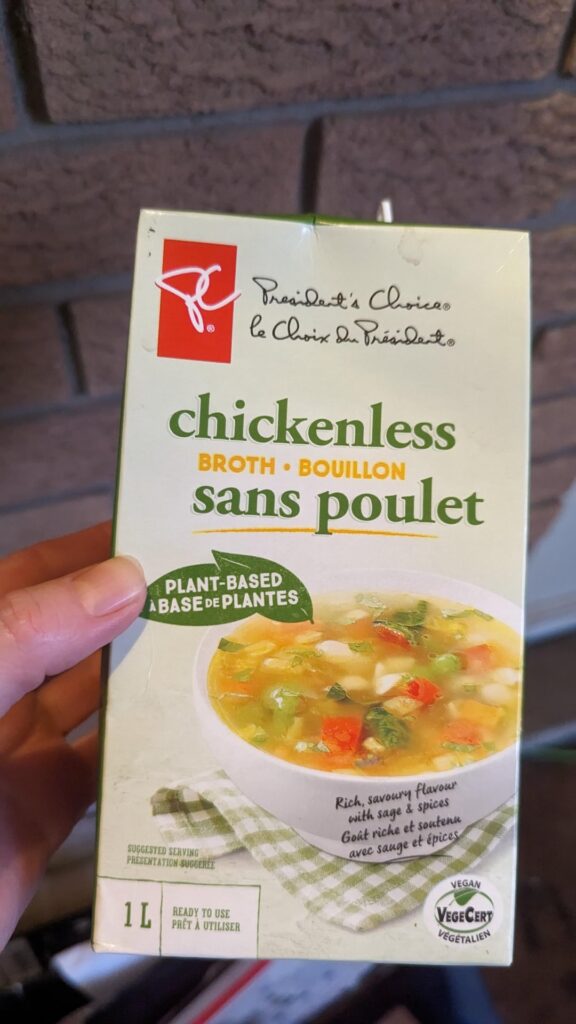 PC®
President's Choice®
le Choix du Président®
chickenless
BROTH • BOUILLON
sans poulet
PLANT-BASED
À BASE DE PLANTES
Rich, savoury flavour
with sage & spices
Goût riche et soutenu
avec sauge et épices
SUGGESTED SERVING
PRÉSENTATION SUGGÉRÉE
1 L
READY TO USE
PRÊT À UTILISER
VEGAN
VEGECERT
VÉGÉTALIEN